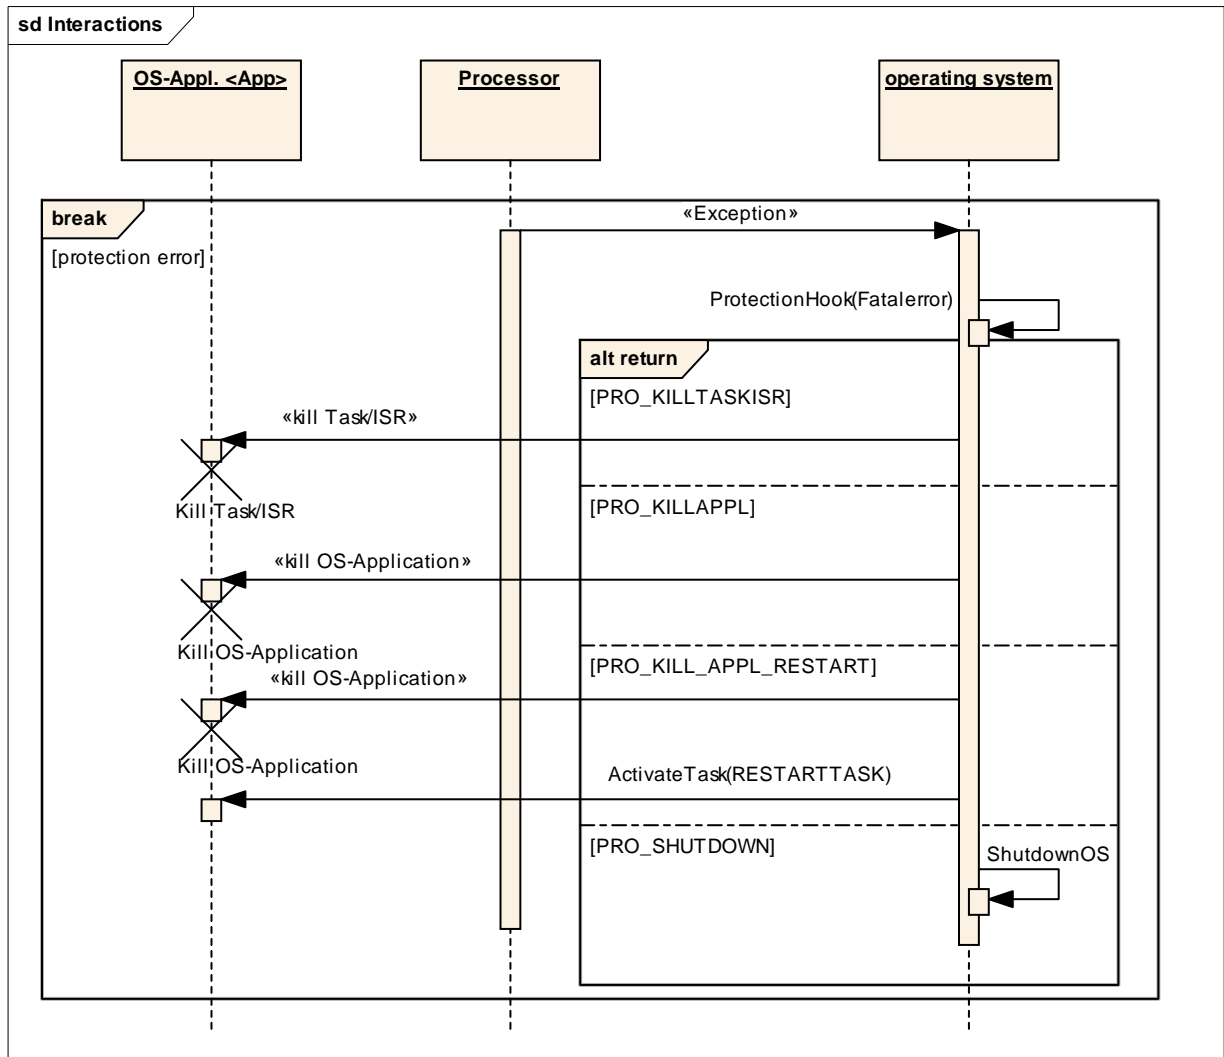 sd Interactions
OS-Appl. <App>
Processor
operating system
break
«Exception»
[protection error]
ProtectionHook(Fatalerror)
alt return
[PRO_KILLTASKISR]
«kill Task/ISR»
Kill Task/ISR
[PRO_KILLAPPL]
«kill OS-Application»
Kill OS-Application
[PRO_KILL_APPL_RESTART]
«kill OS-Application»
Kill OS-Application
ActivateTask(RESTARTTASK)
[PRO_SHUTDOWN]
ShutdownOS